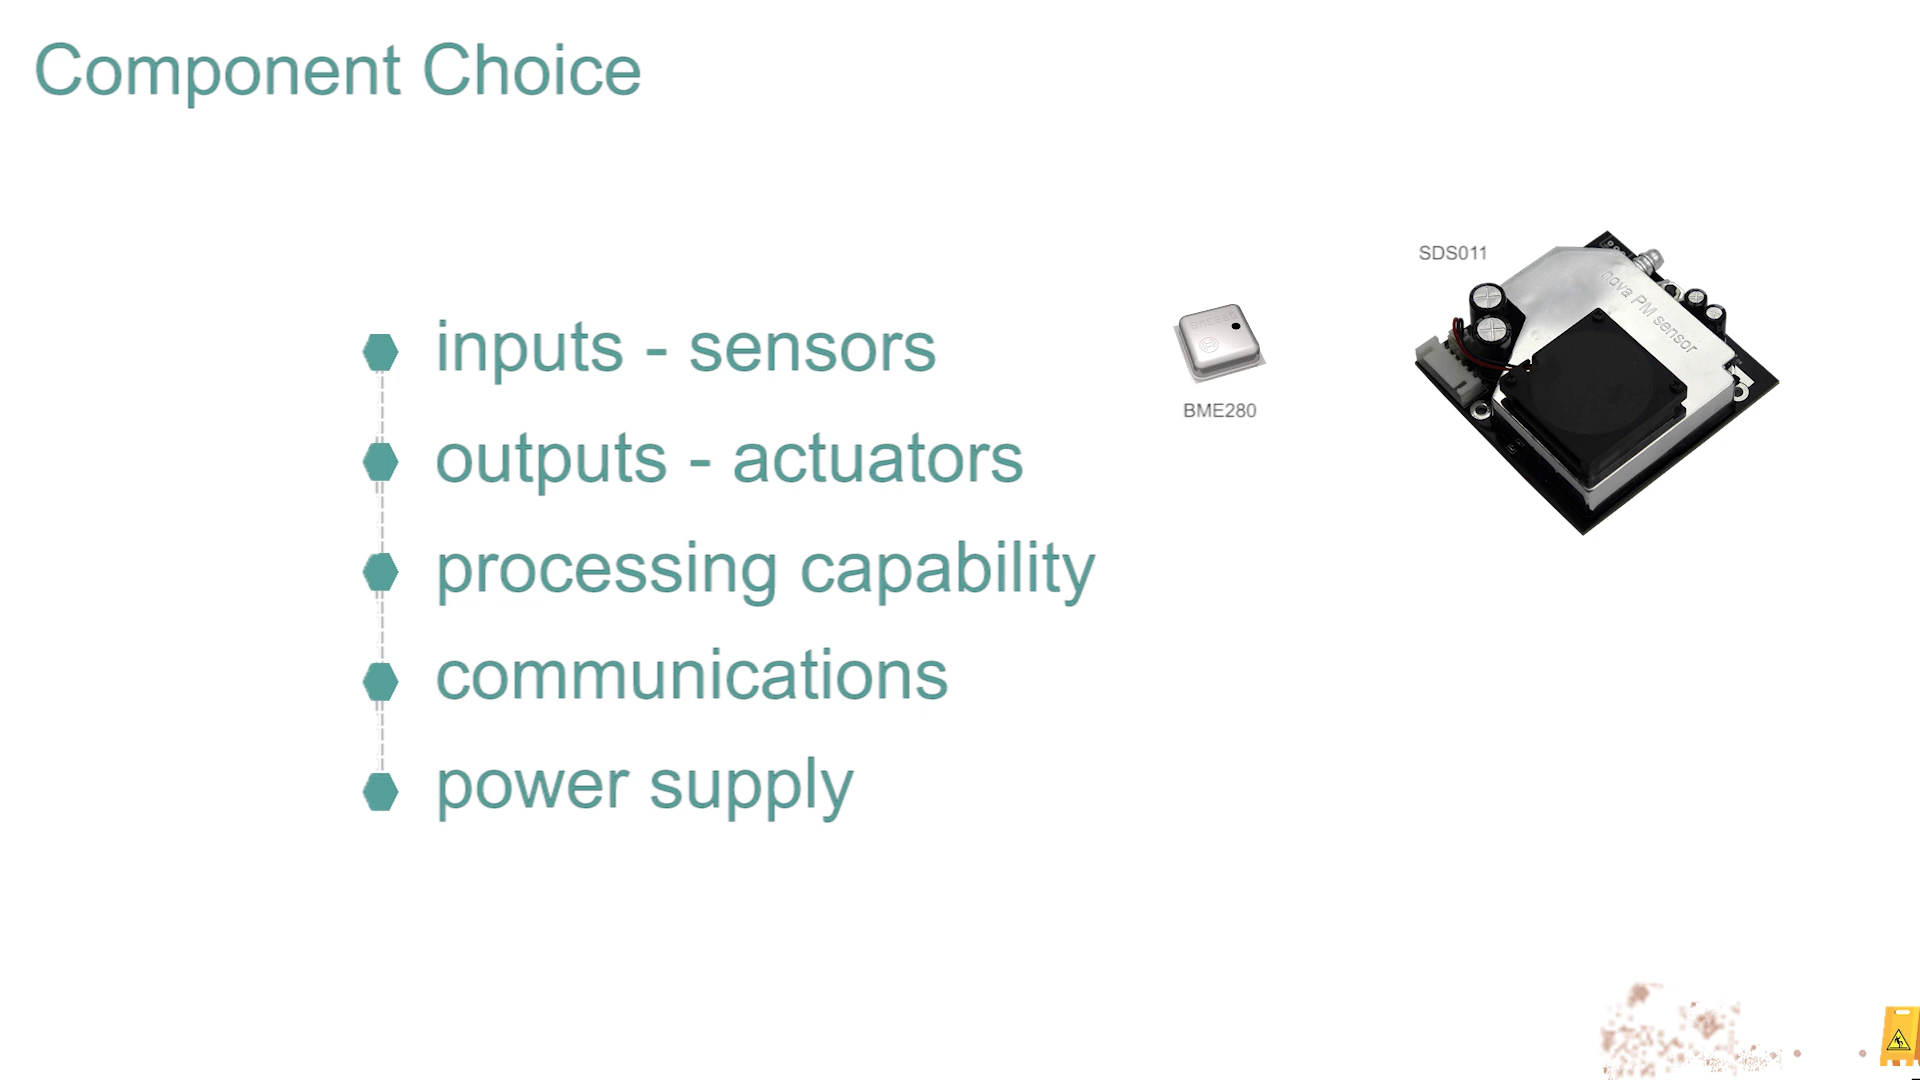 Component Choice
SDS011
nova PM sensor
BME280
inputs - sensors
outputs - actuators
processing capability
communications
power supply